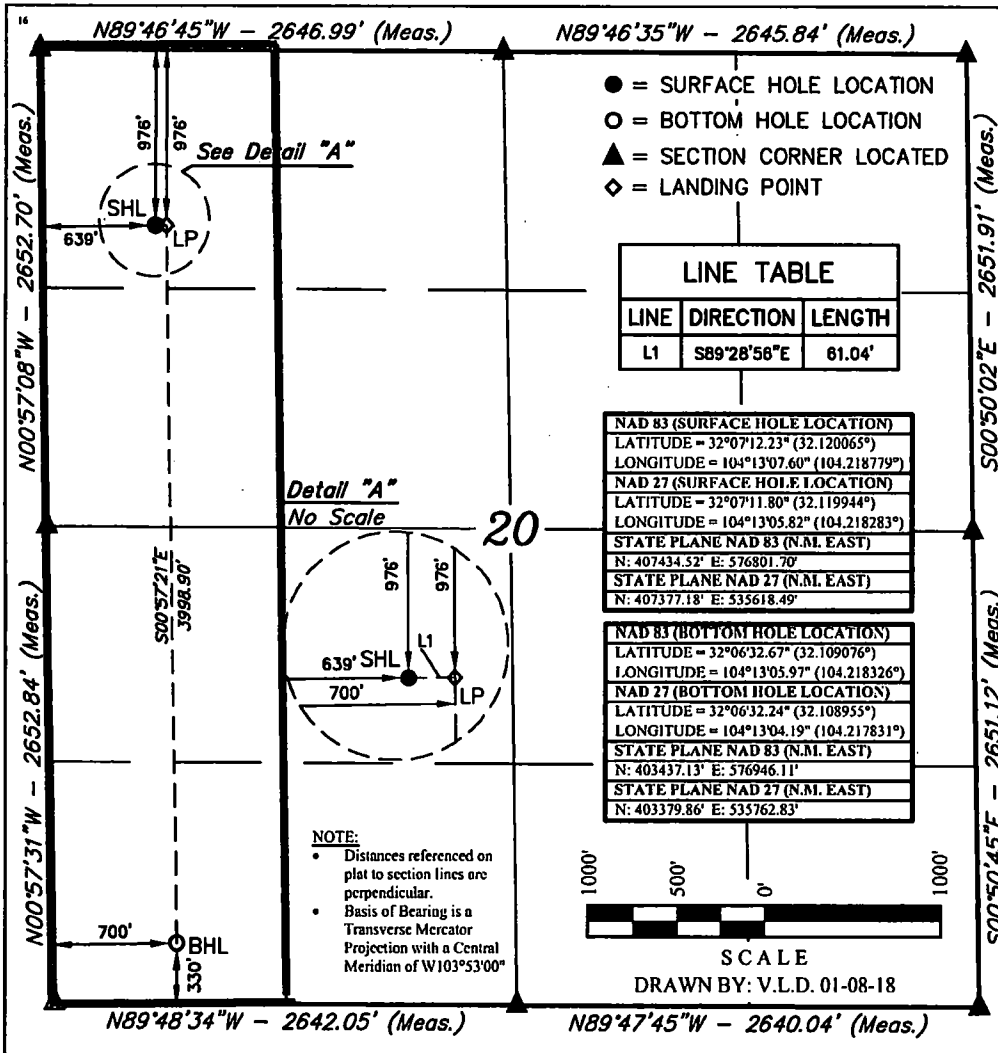 16
N89°46'45"W - 2646.99' (Meas.)
N89°46'35"W - 2645.84' (Meas.)
● = SURFACE HOLE LOCATION
○ = BOTTOM HOLE LOCATION
▲ = SECTION CORNER LOCATED
◇ = LANDING POINT
976'
976'
See Detail "A"
SHL
LP
639'
N00°57'08"W - 2652.70' (Meas.)
S00°50'02"E - 2651.91' (Meas.)
LINE TABLE
LINE DIRECTION LENGTH
L1 S89°28'56"E 61.04'
NAD 83 (SURFACE HOLE LOCATION)
LATITUDE = 32°07'12.23" (32.120065°)
LONGITUDE = 104°13'07.60" (104.218779°)
NAD 27 (SURFACE HOLE LOCATION)
LATITUDE = 32°07'11.80" (32.119944°)
LONGITUDE = 104°13'05.82" (104.218283°)
STATE PLANE NAD 83 (N.M. EAST)
N: 407434.52' E: 576801.70'
STATE PLANE NAD 27 (N.M. EAST)
N: 407377.18' E: 535618.49'
Detail "A"
No Scale
20
976'
976'
L1
639'
SHL
700'
LP
S00°57'21"E
3998.90'
NAD 83 (BOTTOM HOLE LOCATION)
LATITUDE = 32°06'32.67" (32.109076°)
LONGITUDE = 104°13'05.97" (104.218326°)
NAD 27 (BOTTOM HOLE LOCATION)
LATITUDE = 32°06'32.24" (32.108955°)
LONGITUDE = 104°13'04.19" (104.217831°)
STATE PLANE NAD 83 (N.M. EAST)
N: 403437.13' E: 576946.11'
STATE PLANE NAD 27 (N.M. EAST)
N: 403379.86' E: 535762.83'
N00°57'31"W - 2652.84' (Meas.)
S00°50'45"E - 2651.12' (Meas.)
NOTE:
• Distances referenced on
plat to section lines are
perpendicular.
• Basis of Bearing is a
Transverse Mercator
Projection with a Central
Meridian of W103°53'00"
700'
BHL
330'
1000'
500'
0'
1000'
SCALE
DRAWN BY: V.L.D. 01-08-18
N89°48'34"W - 2642.05' (Meas.)
N89°47'45"W - 2640.04' (Meas.)